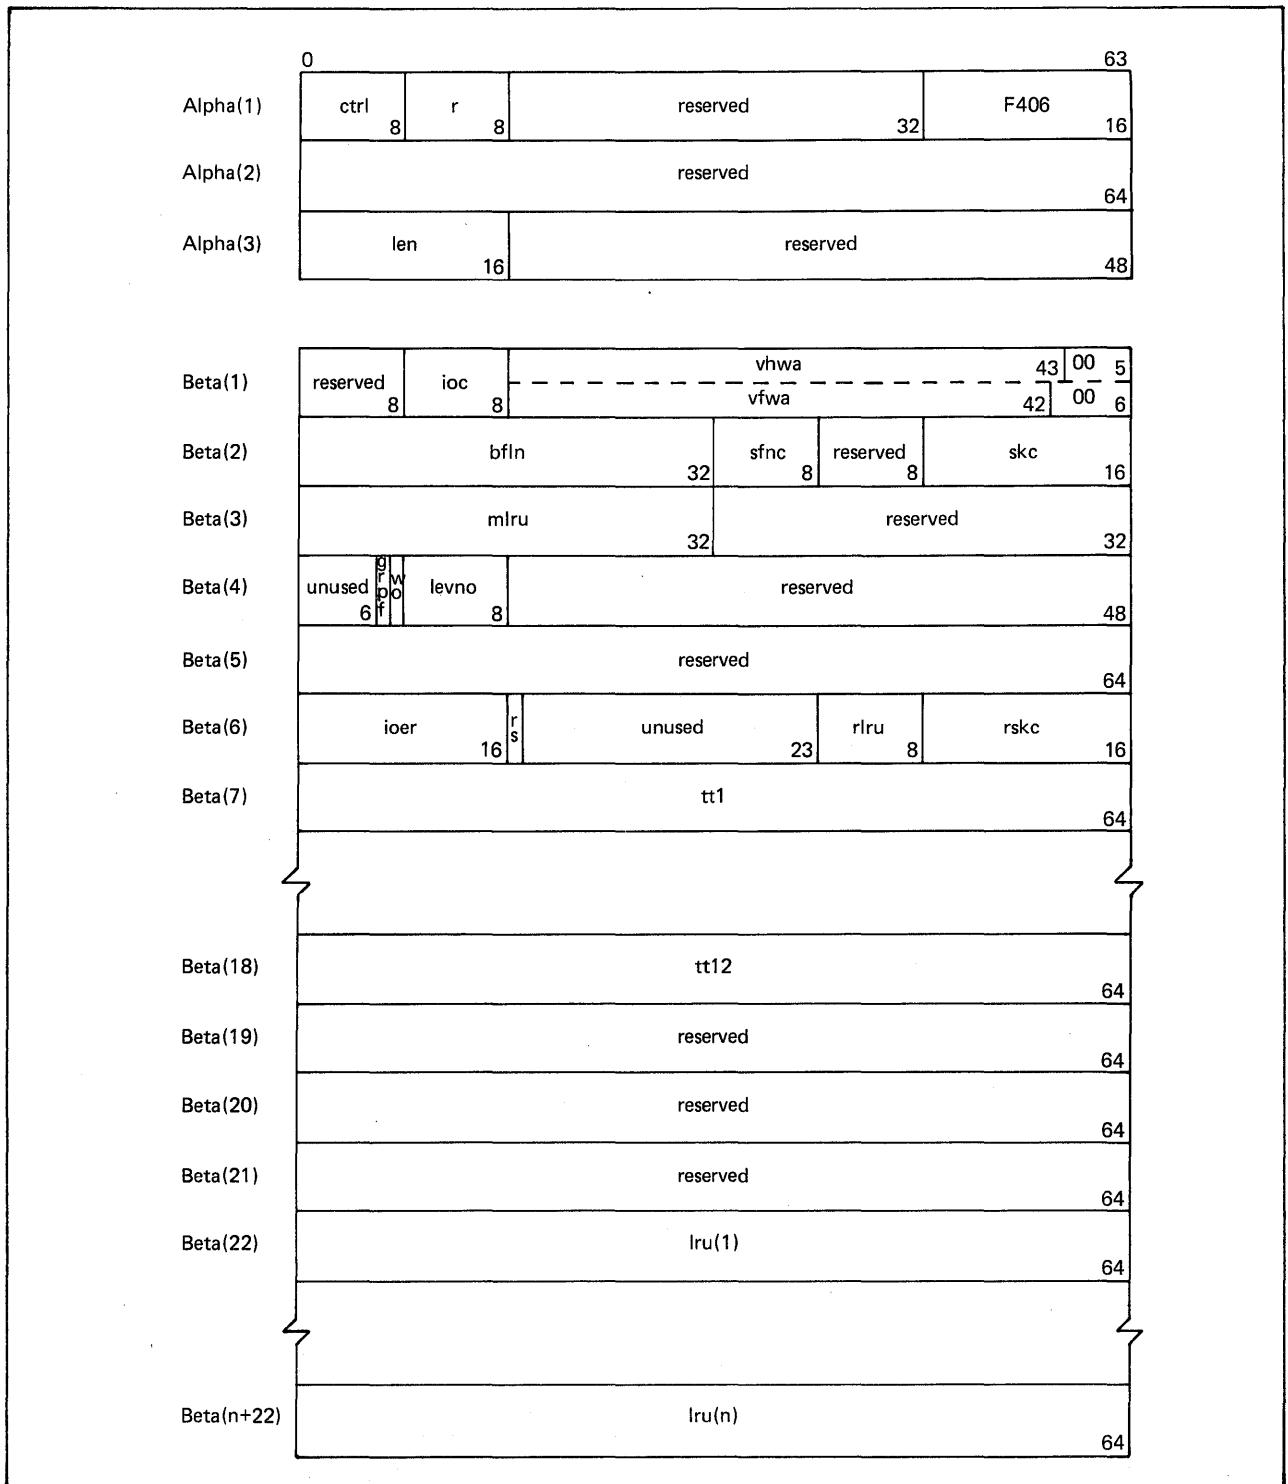 0 63
Alpha(1) ctrl 8 r 8 reserved 32 F406 16
Alpha(2) reserved 64
Alpha(3) len 16 reserved 48
Beta(1) reserved 8 ioc 8 vhwa 43 00 5
vfwa 42 00 6
Beta(2) bfln 32 sfnc 8 reserved 8 skc 16
Beta(3) mlru 32 reserved 32
Beta(4) unused 6 grpf wo levno 8 reserved 48
Beta(5) reserved 64
Beta(6) ioer 16 rs unused 23 rlru 8 rskc 16
Beta(7) tt1 64
Beta(18) tt12 64
Beta(19) reserved 64
Beta(20) reserved 64
Beta(21) reserved 64
Beta(22) lru(1) 64
Beta(n+22) lru(n) 64